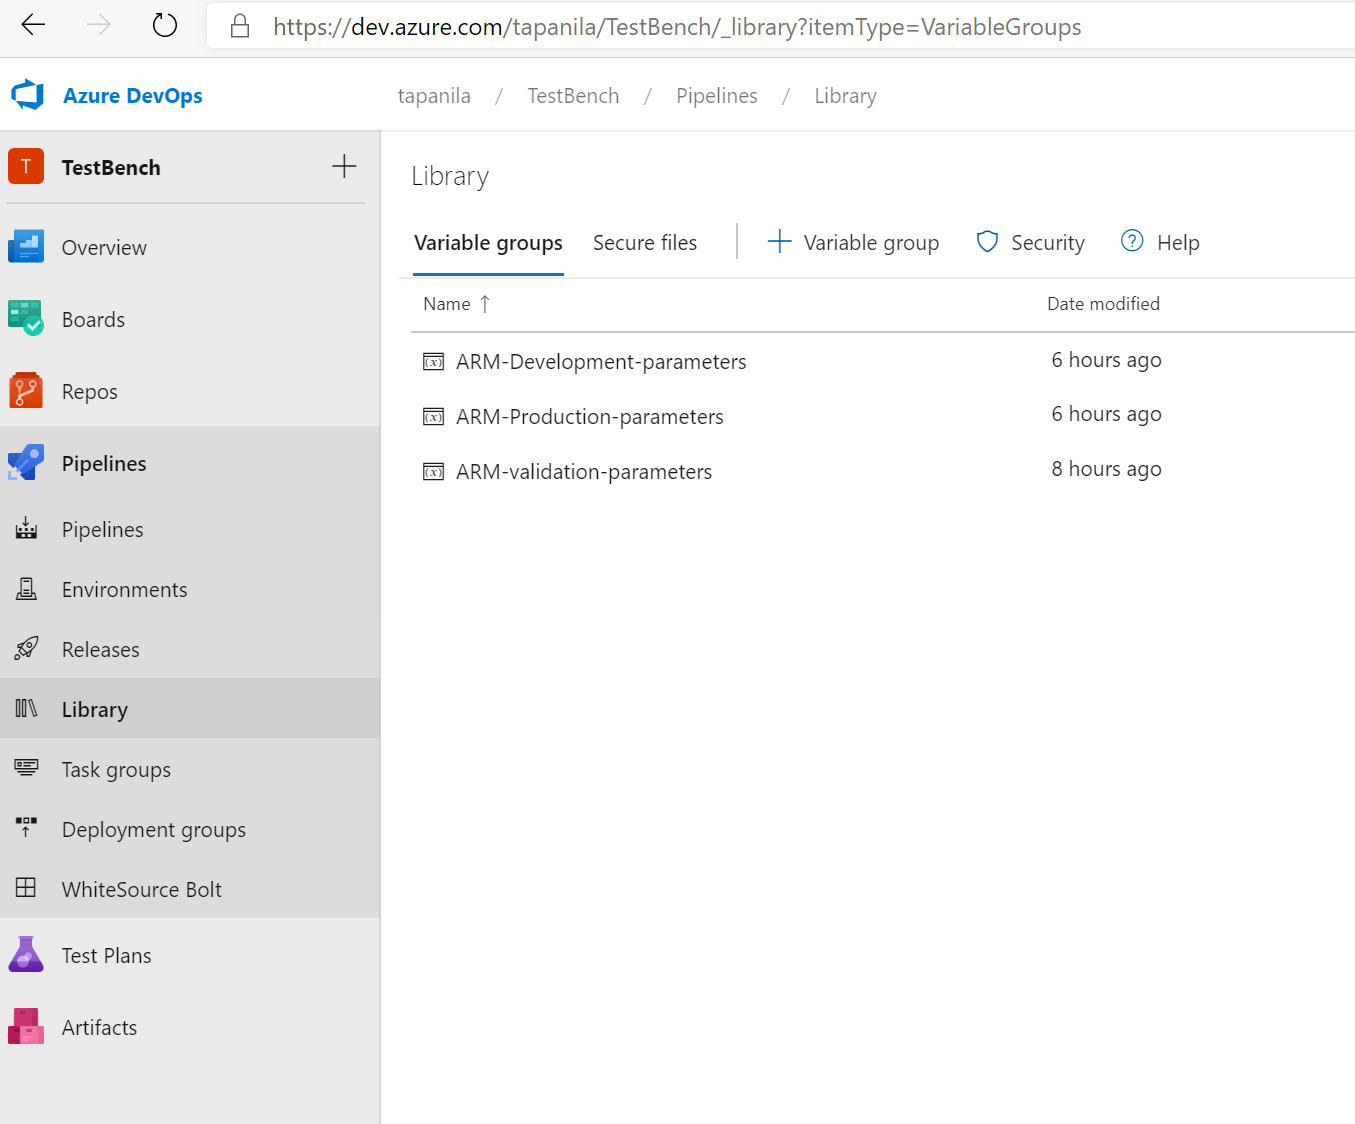 https://dev.azure.com/tapanila/TestBench/_library?itemType=VariableGroups
Azure DevOps
tapanila / TestBench / Pipelines / Library
T TestBench
Overview
Boards
Repos
Pipelines
Pipelines
Environments
Releases
Library
Task groups
Deployment groups
WhiteSource Bolt
Test Plans
Artifacts
Library
Variable groups Secure files Variable group Security Help
Name ↑ Date modified
ARM-Development-parameters 6 hours ago
ARM-Production-parameters 6 hours ago
ARM-validation-parameters 8 hours ago